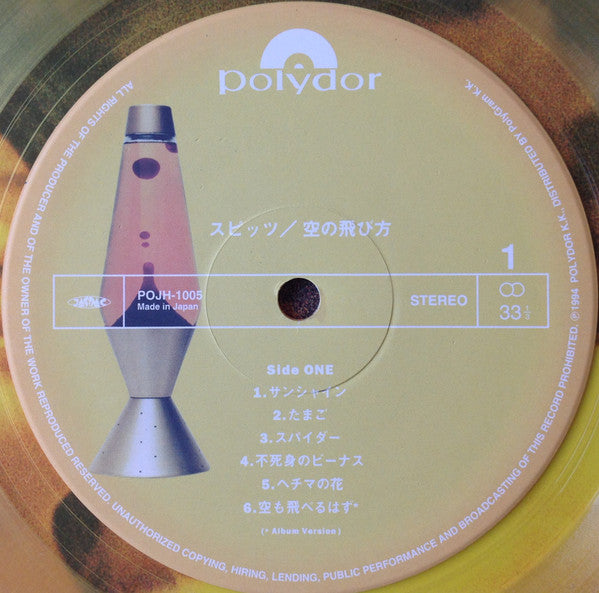 polydor
スピッツ／空の飛び方
1
POJH-1005
Made in Japan
STEREO
33 1/3
Side ONE
1.サンシャイン
2.たまご
3.スパイダー
4.不死身のビーナス
5.ヘチマの花
6.空も飛べるはず*
(* Album Version)
ALL RIGHTS OF THE PRODUCER AND OF THE OWNER OF THE WORK REPRODUCED RESERVED. UNAUTHORIZED COPYING, HIRING, LENDING, PUBLIC PERFORMANCE AND BROADCASTING OF THIS RECORD PROHIBITED. ℗1994 POLYDOR K.K. DISTRIBUTED BY PolyGram K.K.